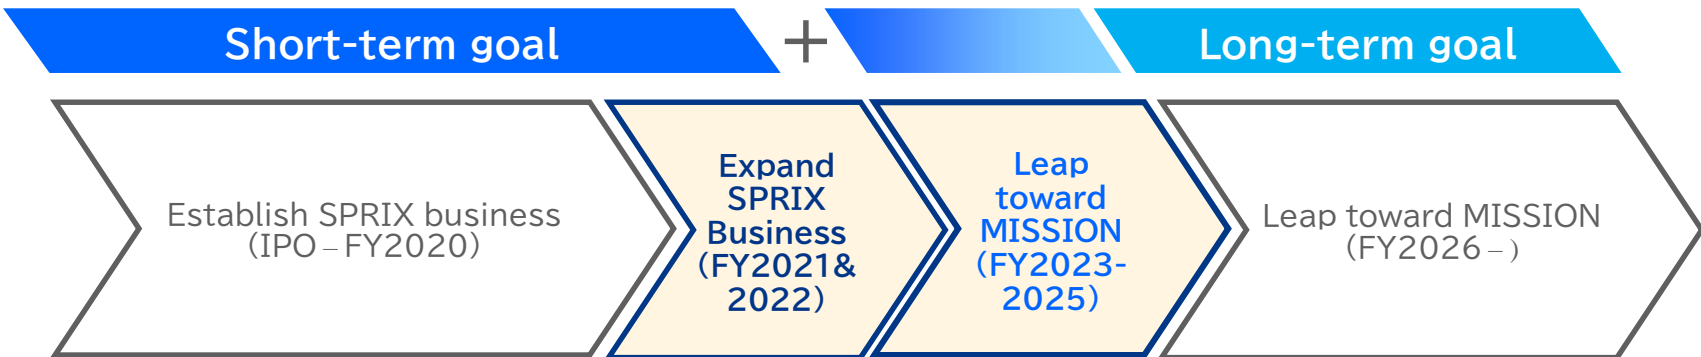 Short-term goal
+
Long-term goal
Establish SPRIX business
(IPO – FY2020)
Expand
SPRIX
Business
(FY2021&
2022)
Leap
toward
MISSION
(FY2023-
2025)
Leap toward MISSION
(FY2026 – )